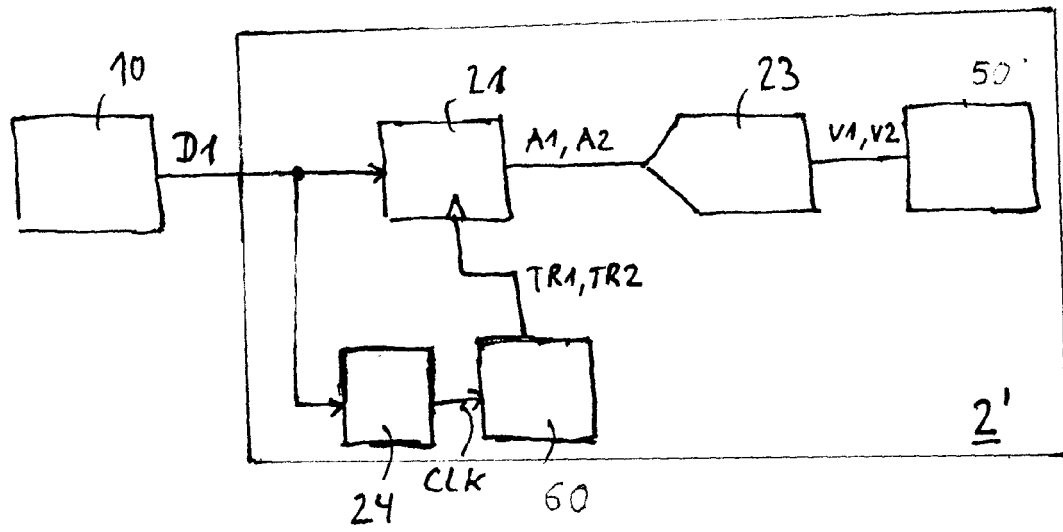 10
21
23
50'
D1
A1, A2
V1, V2
TR1, TR2
2'
CLK
24
60